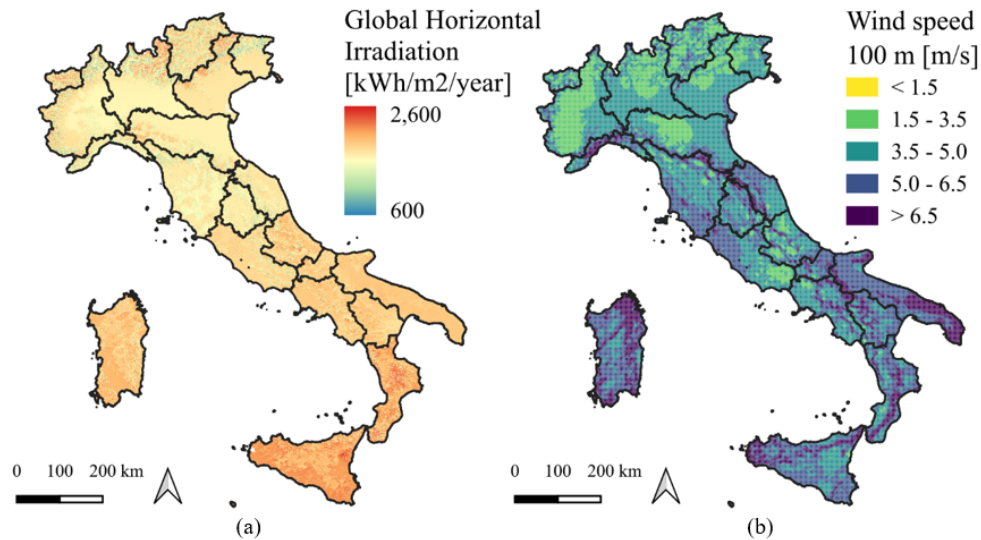 Global Horizontal
Irradiation
[kWh/m2/year]
2,600
600
0 100 200 km
(a)
Wind speed
100 m [m/s]
< 1.5
1.5 - 3.5
3.5 - 5.0
5.0 - 6.5
> 6.5
0 100 200 km
(b)